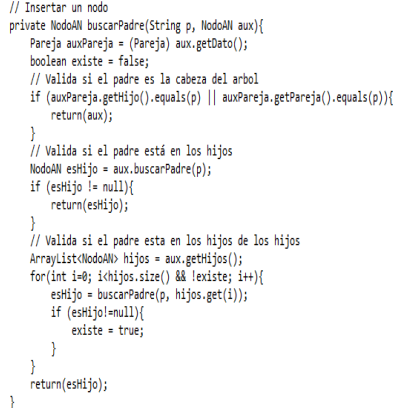 // Insertar un nodo
private NodoAN buscarPadre(String p, NodoAN aux){
    Pareja auxPareja = (Pareja) aux.getDato();
    boolean existe = false;
    // Valida si el padre es la cabeza del arbol
    if (auxPareja.getHijo().equals(p) || auxPareja.getPareja().equals(p)){
        return(aux);
    }
    // Valida si el padre está en los hijos
    NodoAN esHijo = aux.buscarPadre(p);
    if (esHijo != null){
        return(esHijo);
    }
    // Valida si el padre esta en los hijos de los hijos
    ArrayList<NodoAN> hijos = aux.getHijos();
    for(int i=0; i<hijos.size() && !existe; i++){
        esHijo = buscarPadre(p, hijos.get(i));
        if (esHijo!=null){
            existe = true;
        }
    }
    return(esHijo);
}